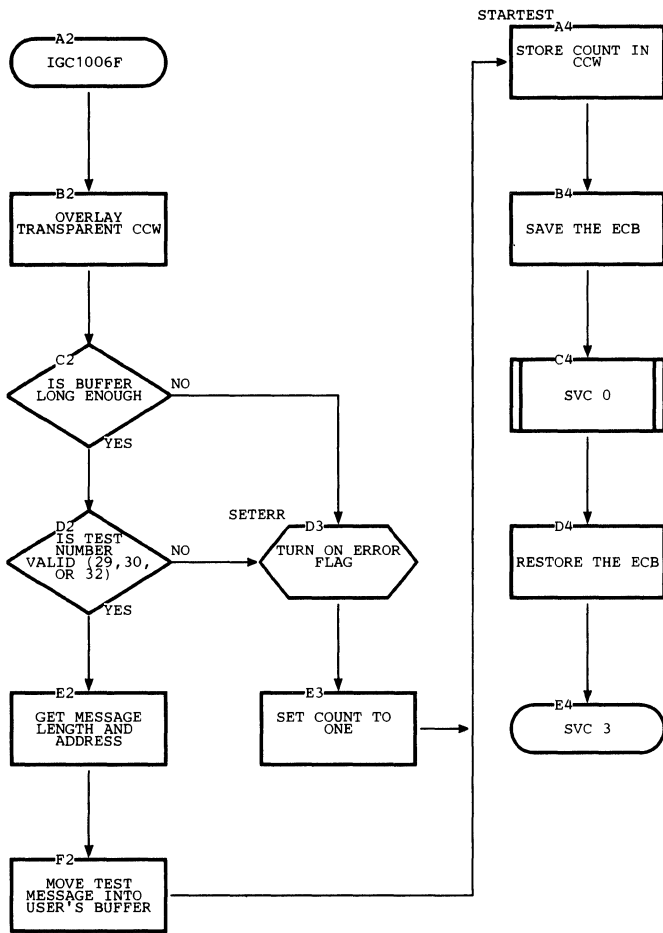 A2
IGC1006F
B2
OVERLAY
TRANSPARENT CCW
C2
IS BUFFER
LONG ENOUGH
NO
YES
D2
IS TEST
NUMBER
VALID (29,30,
OR 32)
NO
YES
E2
GET MESSAGE
LENGTH AND
ADDRESS
F2
MOVE TEST
MESSAGE INTO
USER'S BUFFER
SETERR
D3
TURN ON ERROR
FLAG
E3
SET COUNT TO
ONE
STARTEST
A4
STORE COUNT IN
CCW
B4
SAVE THE ECB
C4
SVC 0
D4
RESTORE THE ECB
E4
SVC 3